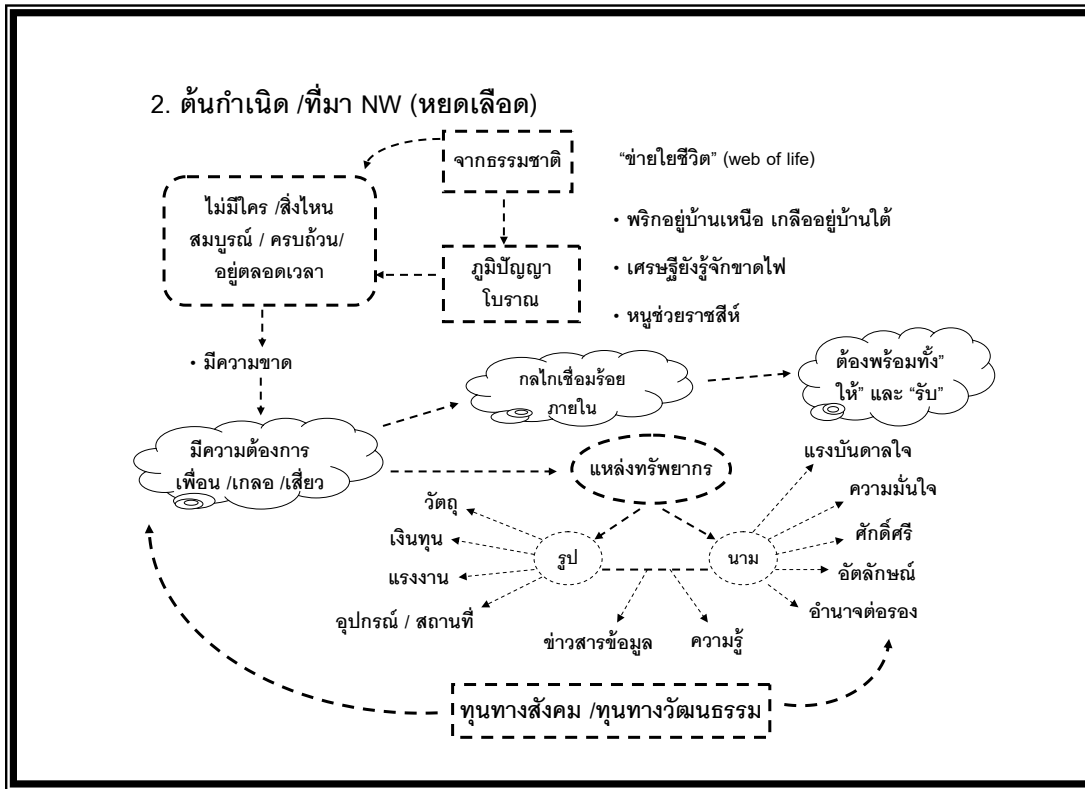 2. ต้นกำเนิด /ที่มา NW (หยดเลือด)
จากธรรมชาติ
"ข่ายใยชีวิต" (web of life)
ไม่มีใคร /สิ่งไหน
สมบูรณ์ / ครบถ้วน/
อยู่ตลอดเวลา
• พริกอยู่บ้านเหนือ เกลืออยู่บ้านใต้
ภูมิปัญญา
โบราณ
• เศรษฐียังรู้จักขาดไฟ
• หนูช่วยราชสีห์
• มีความขาด
กลไกเชื่อมร้อย
ภายใน
ต้องพร้อมทั้ง"
ให้" และ "รับ"
มีความต้องการ
เพื่อน /เกลอ /เสี่ยว
แหล่งทรัพยากร
แรงบันดาลใจ
ความมั่นใจ
วัตถุ
เงินทุน
รูป
นาม
ศักดิ์ศรี
แรงงาน
อัตลักษณ์
อุปกรณ์ / สถานที่
อำนาจต่อรอง
ข่าวสารข้อมูล
ความรู้
ทุนทางสังคม /ทุนทางวัฒนธรรม